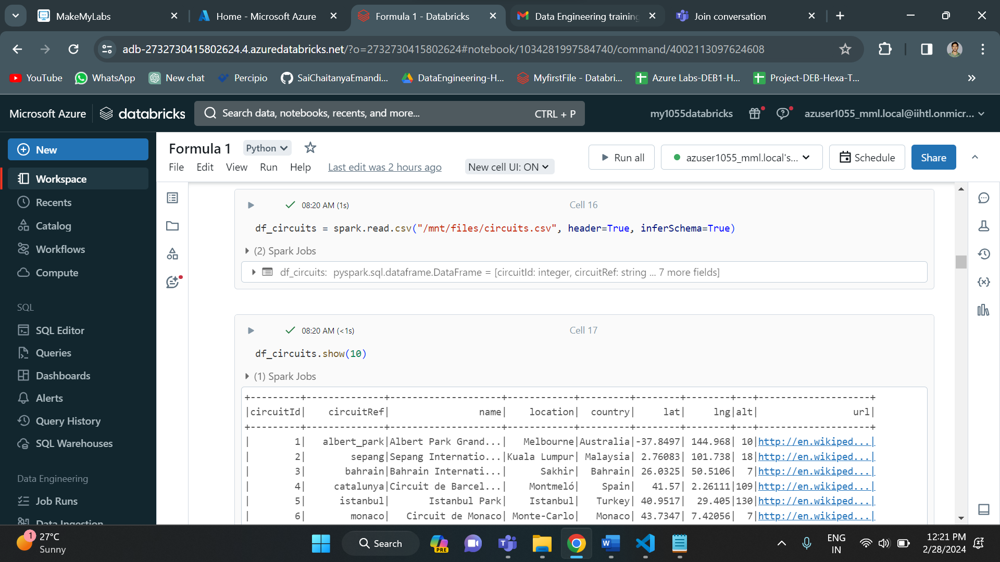 MakeMyLabs
Home - Microsoft Azure
Formula 1 - Databricks
Data Engineering training
Join conversation
adb-2732730415802624.4.azuredatabricks.net/?o=2732730415802624#notebook/1034281997584740/command/4002113097624608
YouTube
WhatsApp
New chat
Percipio
SaiChaitanyaEmandi...
DataEngineering-H...
MyfirstFile - Databri...
Azure Labs-DEB1-H...
Project-DEB-Hexa-T...
Microsoft Azure
databricks
Search data, notebooks, recents, and more...
CTRL + P
my1055databricks
azuser1055_mml.local@iihtl.onmicr...
New
Workspace
Recents
Catalog
Workflows
Compute
SQL
SQL Editor
Queries
Dashboards
Alerts
Query History
SQL Warehouses
Data Engineering
Job Runs
Data Ingestion
Formula 1
Python
Run all
azuser1055_mml.local's...
Schedule
Share
File Edit View Run Help
Last edit was 2 hours ago
New cell UI: ON
08:20 AM (1s)
Cell 16
df_circuits = spark.read.csv("/mnt/files/circuits.csv", header=True, inferSchema=True)
(2) Spark Jobs
df_circuits: pyspark.sql.dataframe.DataFrame = [circuitId: integer, circuitRef: string ... 7 more fields]
08:20 AM (<1s)
Cell 17
df_circuits.show(10)
(1) Spark Jobs
+---------+--------------+--------------------+------------+---------+--------+--------+---+--------------------+
|circuitId|    circuitRef|                name|    location|  country|     lat|     lng|alt|                 url|
+---------+--------------+--------------------+------------+---------+--------+--------+---+--------------------+
|        1|   albert_park|Albert Park Grand...|   Melbourne|Australia|-37.8497| 144.968| 10|http://en.wikiped...|
|        2|        sepang|Sepang Internatio...|Kuala Lumpur| Malaysia| 2.76083| 101.738| 18|http://en.wikiped...|
|        3|       bahrain|Bahrain Internati...|      Sakhir|  Bahrain| 26.0325| 50.5106|  7|http://en.wikiped...|
|        4|     catalunya|Circuit de Barcel...|    Montmeló|    Spain|   41.57| 2.26111|109|http://en.wikiped...|
|        5|      istanbul|       Istanbul Park|    Istanbul|   Turkey| 40.9517|  29.405|130|http://en.wikiped...|
|        6|        monaco|   Circuit de Monaco| Monte-Carlo|   Monaco| 43.7347| 7.42056|  7|http://en.wikiped...|
1
27°C
Sunny
Search
PRE
ENG
IN
12:21 PM
2/28/2024